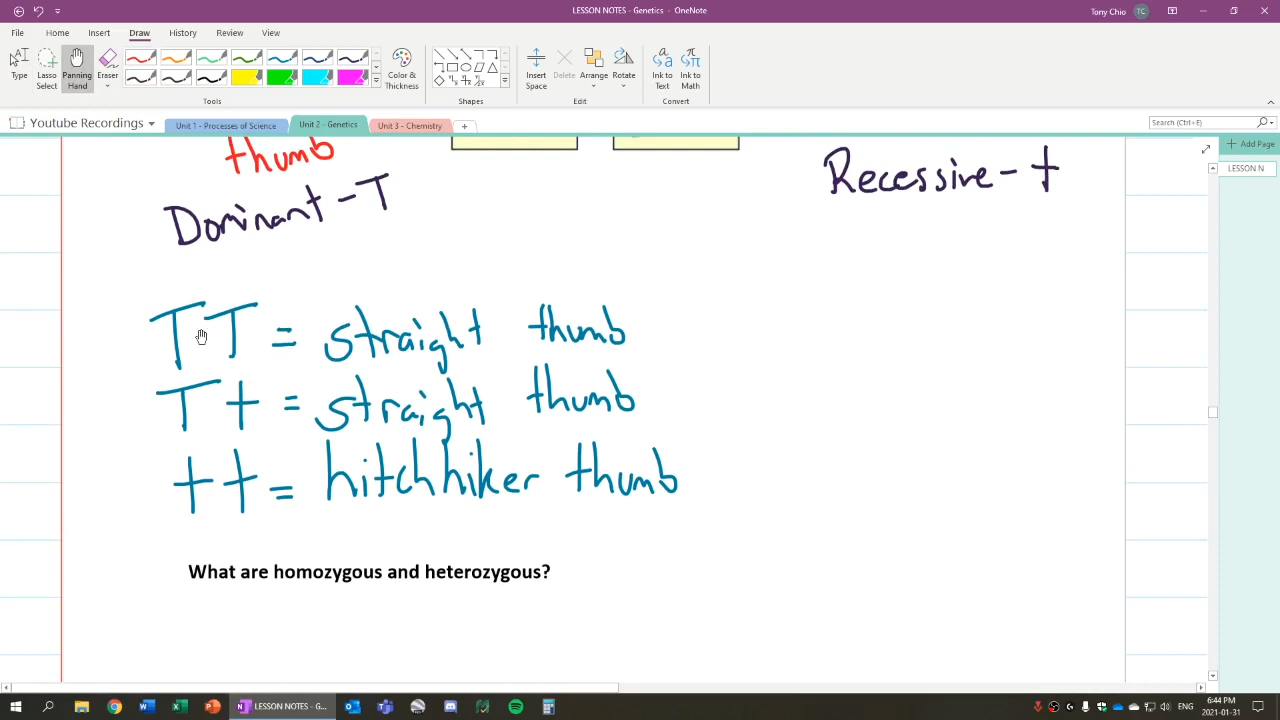 LESSON NOTES - Genetics - OneNote
Tony Chio TC
File Home Insert Draw History Review View
Type
Lasso Select
Panning Hand
Eraser
Color & Thickness
Insert Space
Delete
Arrange
Rotate
Ink to Text
Ink to Math
Tools Shapes Edit Convert
Youtube Recordings
Unit 1 - Processes of Science
Unit 2 - Genetics
Unit 3 - Chemistry
Search (Ctrl+E)
Add Page
LESSON N
thumb
Dominant - T
Recessive - t
TT = straight thumb
Tt = straight thumb
tt = hitchhiker thumb
What are homozygous and heterozygous?
LESSON NOTES - G...
ENG
6:44 PM
2021-01-31